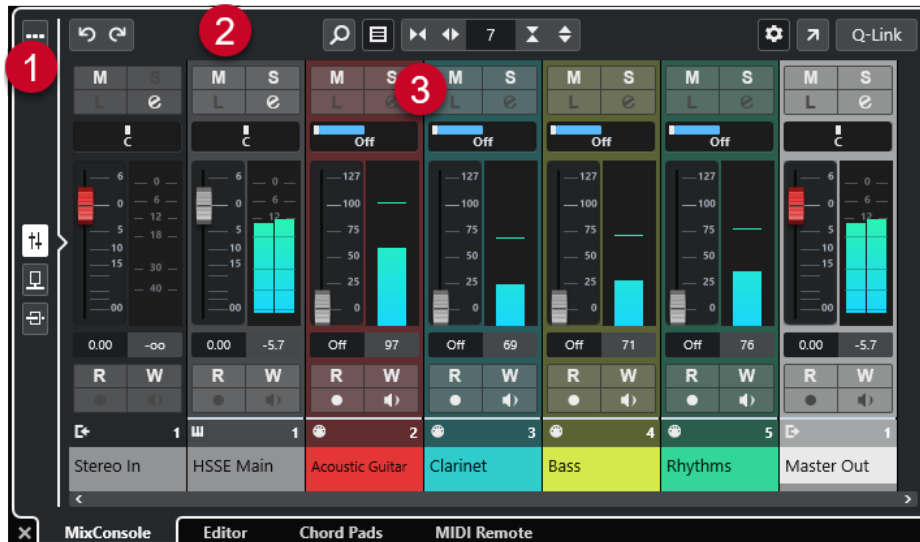 2
7
Q-Link
1
M S M S M S M S M S M S M S
L e L e L e L e L e L e L e
3
C C Off Off Off Off C
6 0 5 10 15 00
0 6 12 18 30 40
6 0 5 10 15 00
0 6 12
127 100 75 50 25 0
127 100 75 50 25 0
127 100 75 50 25 0
127 100 75 50 25 0
6 0 5 10 15 00
0 6 12
0.00 -oo 0.00 -5.7 Off 97 Off 69 Off 71 Off 76 0.00 -5.7
R W R W R W R W R W R W R W
1 1 2 3 4 5 1
Stereo In HSSE Main Acoustic Guitar Clarinet Bass Rhythms Master Out
MixConsole Editor Chord Pads MIDI Remote